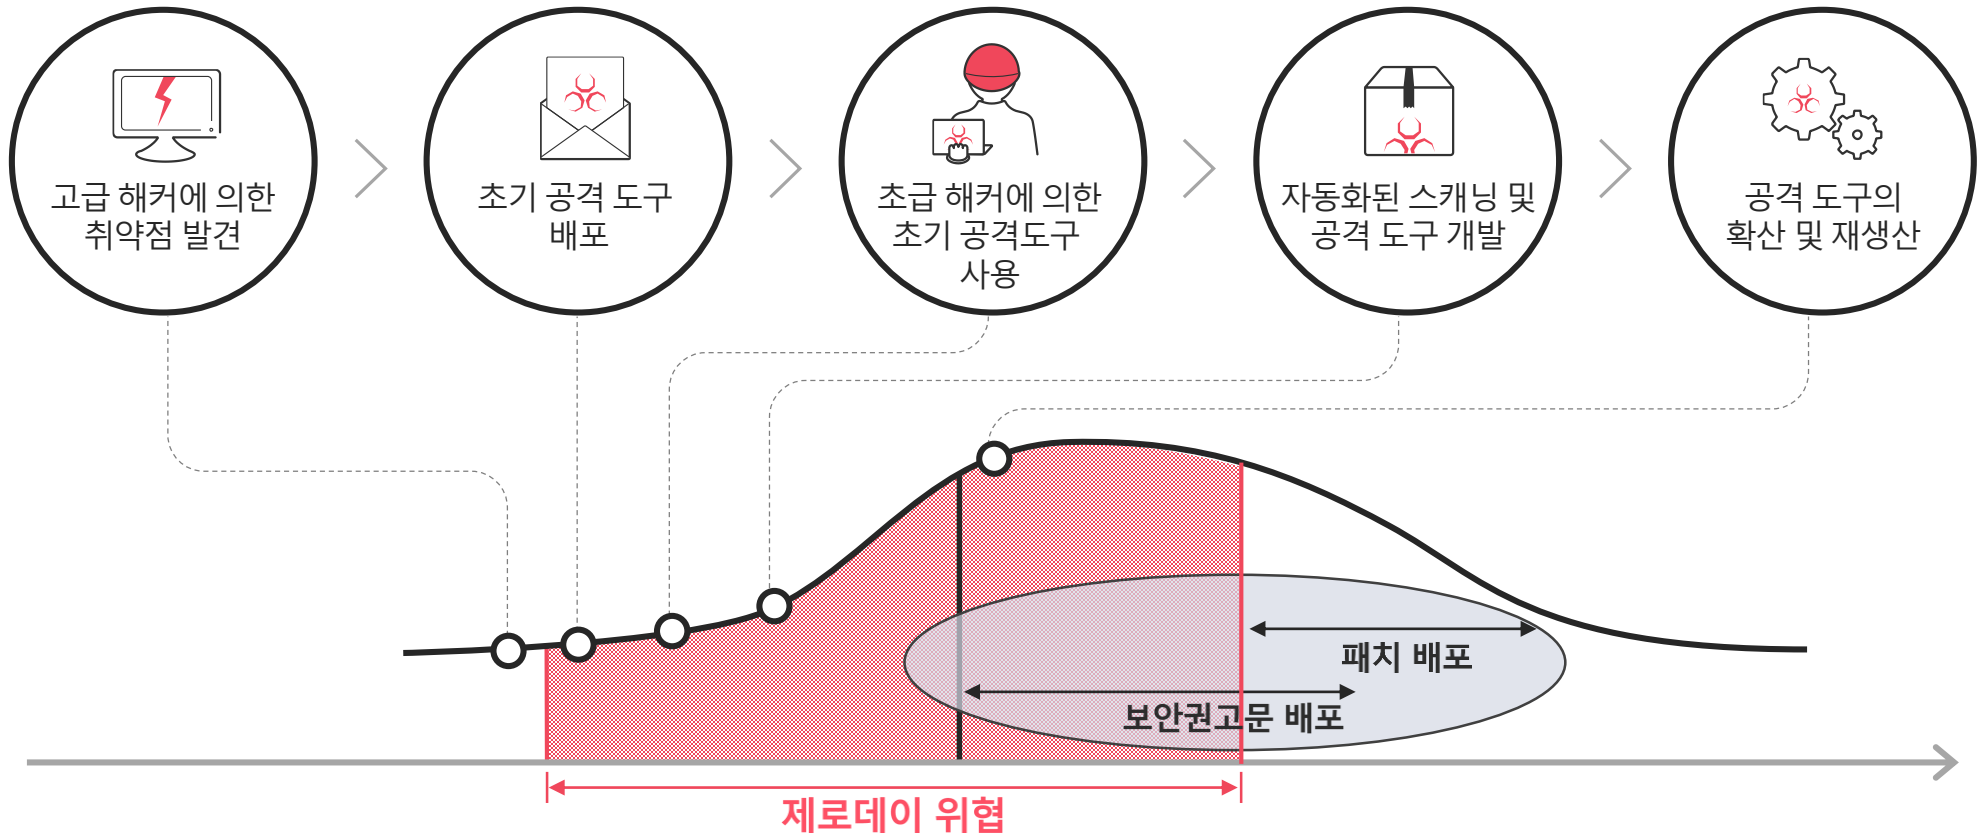 고급 해커에 의한
취약점 발견
초기 공격 도구
배포
초급 해커에 의한
초기 공격도구
사용
자동화된 스캐닝 및
공격 도구 개발
공격 도구의
확산 및 재생산
패치 배포
보안권고문 배포
제로데이 위협